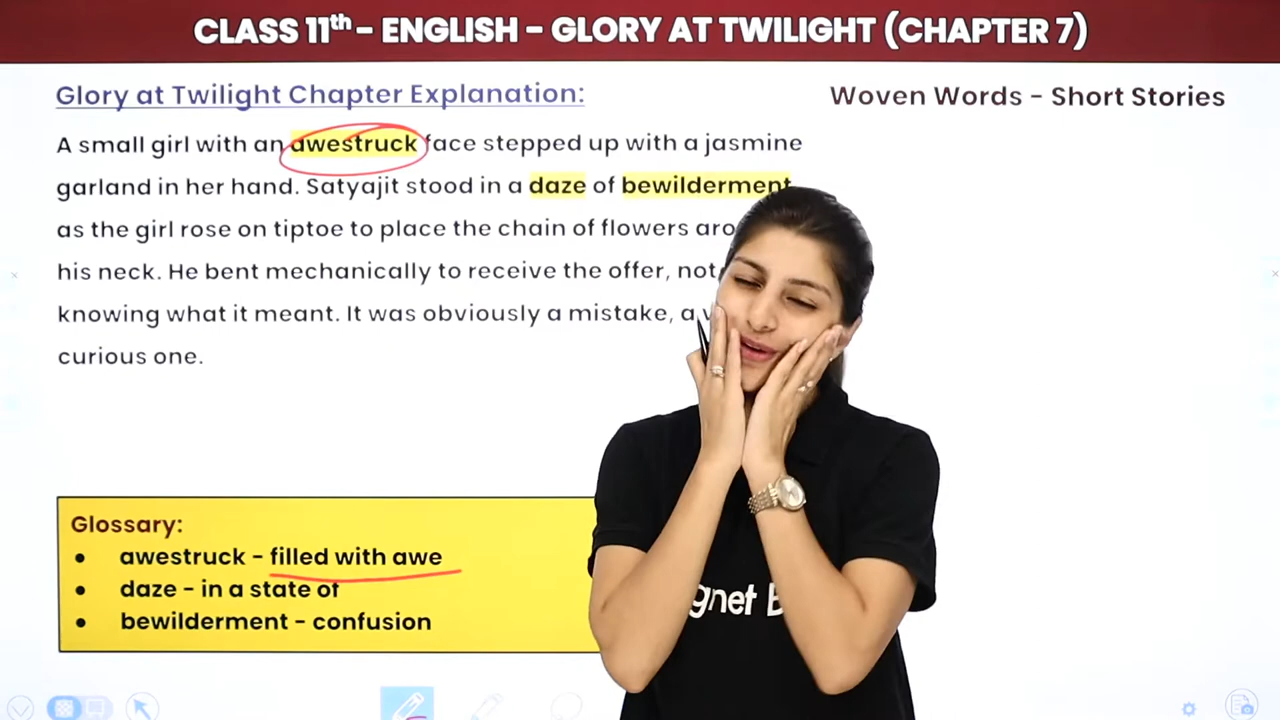 CLASS 11th - ENGLISH - GLORY AT TWILIGHT (CHAPTER 7)
Glory at Twilight Chapter Explanation:
Woven Words - Short Stories
A small girl with an awestruck face stepped up with a jasmine
garland in her hand. Satyajit stood in a daze of bewilderment
as the girl rose on tiptoe to place the chain of flowers
his neck. He bent mechanically to receive the offer,
knowing what it meant. It was obviously a mistake, a
curious one.
Glossary:
• awestruck - filled with awe
• daze - in a state of
• bewilderment - confusion